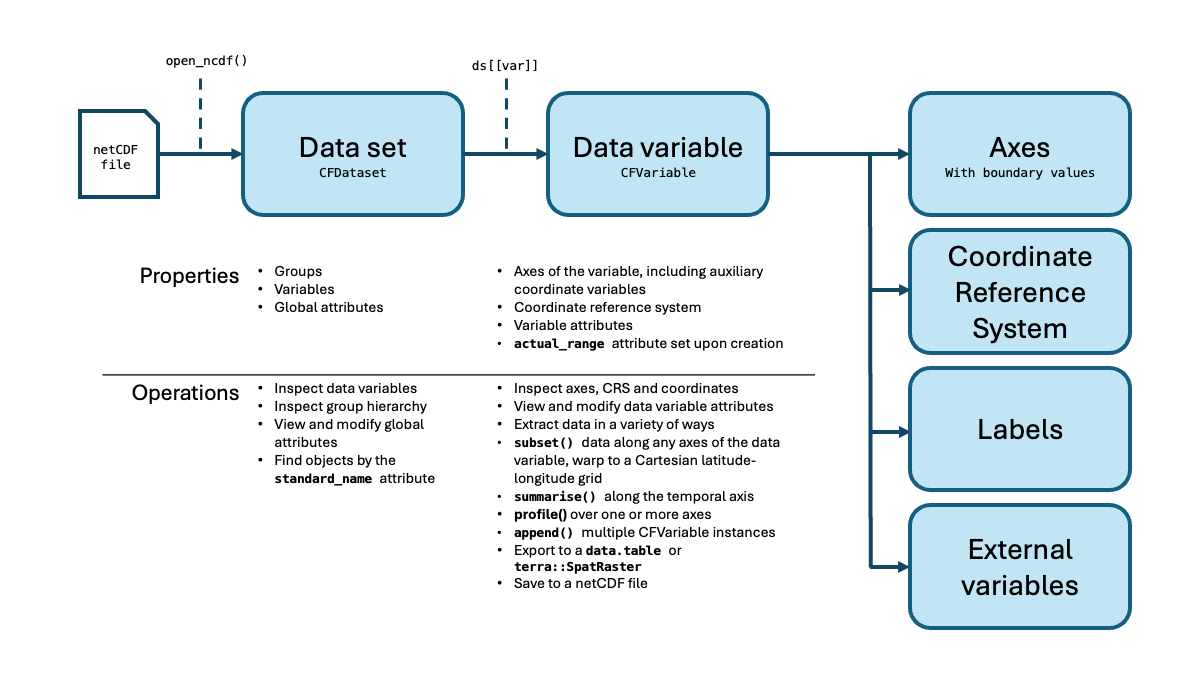 open_ncdf()
ds[[var]]
netCDF
file
Data set
CFDataset
Data variable
CFVariable
Axes
With boundary values
Coordinate
Reference
System
Labels
External
variables
Properties
• Groups
• Variables
• Global attributes
• Axes of the variable, including auxiliary
coordinate variables
• Coordinate reference system
• Variable attributes
• actual_range attribute set upon creation
Operations
• Inspect data variables
• Inspect group hierarchy
• View and modify global
attributes
• Find objects by the
standard_name attribute
• Inspect axes, CRS and coordinates
• View and modify data variable attributes
• Extract data in a variety of ways
• subset() data along any axes of the data
variable, warp to a Cartesian latitude-
longitude grid
• summarise() along the temporal axis
• profile() over one or more axes
• append() multiple CFVariable instances
• Export to a data.table or
terra::SpatRaster
• Save to a netCDF file